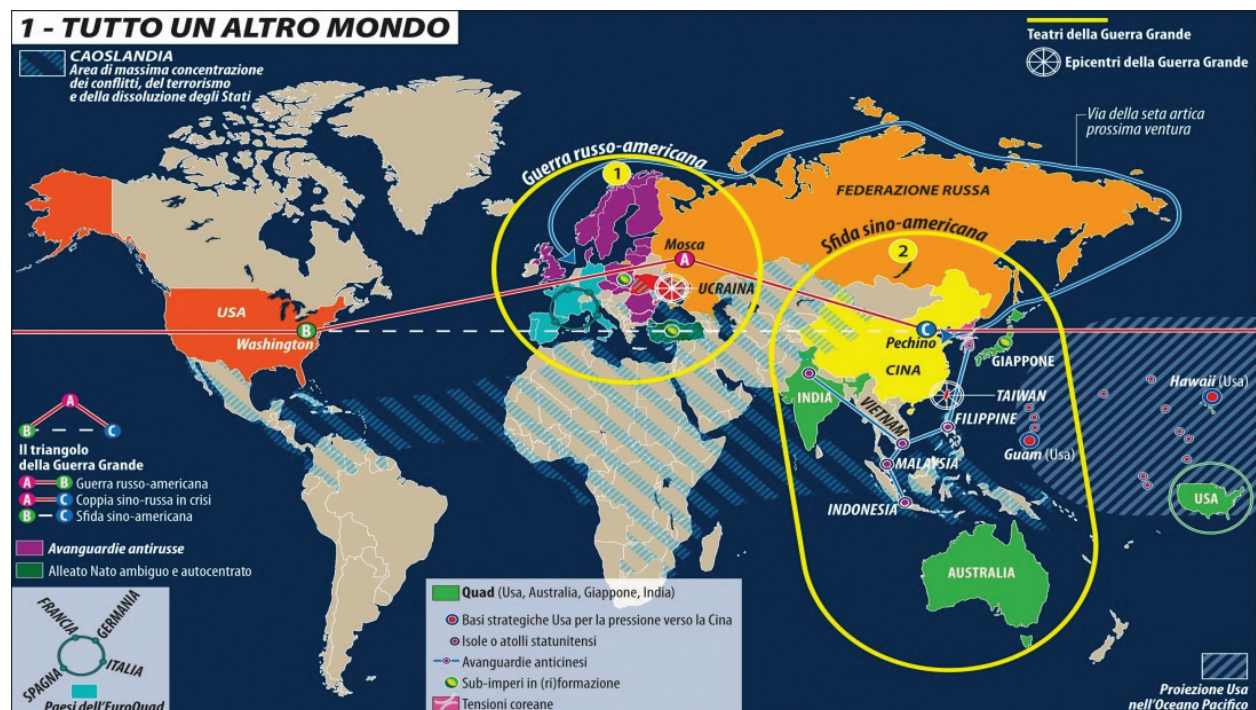 1 - TUTTO UN ALTRO MONDO
CAOSLANDIA
Area di massima concentrazione
dei conflitti, del terrorismo
e della dissoluzione degli Stati
Teatri della Guerra Grande
Epicentri della Guerra Grande
Via della seta artica
prossima ventura
Guerra russo-americana
1
FEDERAZIONE RUSSA
Sfida sino-americana
2
Mosca
A
UCRAINA
USA
B
Washington
C
Pechino
CINA
GIAPPONE
INDIA
VIETNAM
TAIWAN
FILIPPINE
MALAYSIA
INDONESIA
Hawaii (Usa)
Guam (Usa)
USA
AUSTRALIA
A
B C
Il triangolo
della Guerra Grande
A B Guerra russo-americana
A C Coppia sino-russa in crisi
B C Sfida sino-americana
Avanguardie antirusse
Alleato Nato ambiguo e autocentrato
FRANCIA
GERMANIA
SPAGNA
ITALIA
Paesi dell'EuroQuad
Quad (Usa, Australia, Giappone, India)
Basi strategiche Usa per la pressione verso la Cina
Isole o atolli statunitensi
Avanguardie anticinesi
Sub-imperi in (ri)formazione
Tensioni coreane
Proiezione Usa
nell'Oceano Pacifico